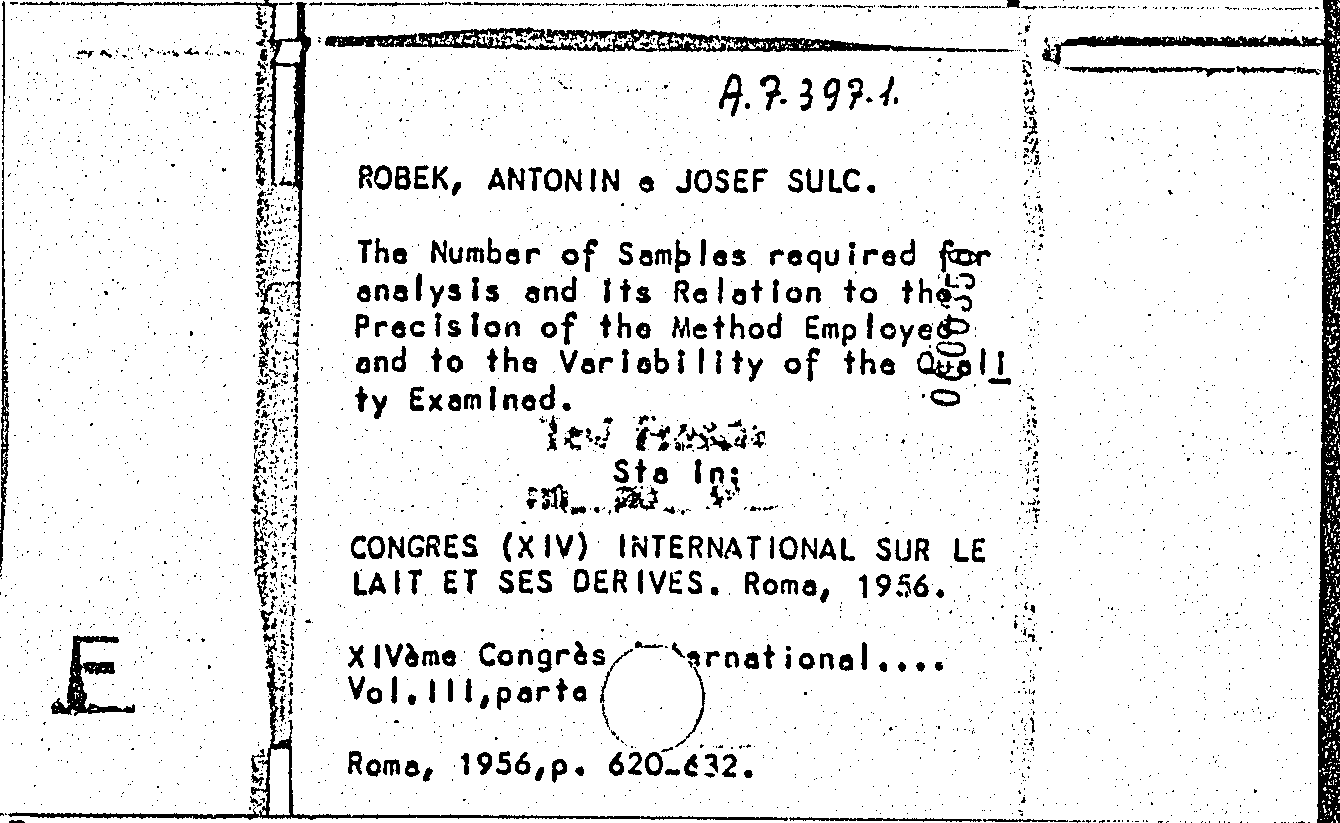 A.7.397.1.
ROBEK, ANTONIN e JOSEF SULC.
The Number of Samples required for
analysis and its Relation to the
Precision of the Method Employed
and to the Variability of the Quali
ty Examined.
Sta in:
CONGRES (XIV) INTERNATIONAL SUR LE
LAIT ET SES DERIVES. Roma, 1956.
XIVème Congrès International....
Vol.III,parte
Roma, 1956,p. 620-632.
E